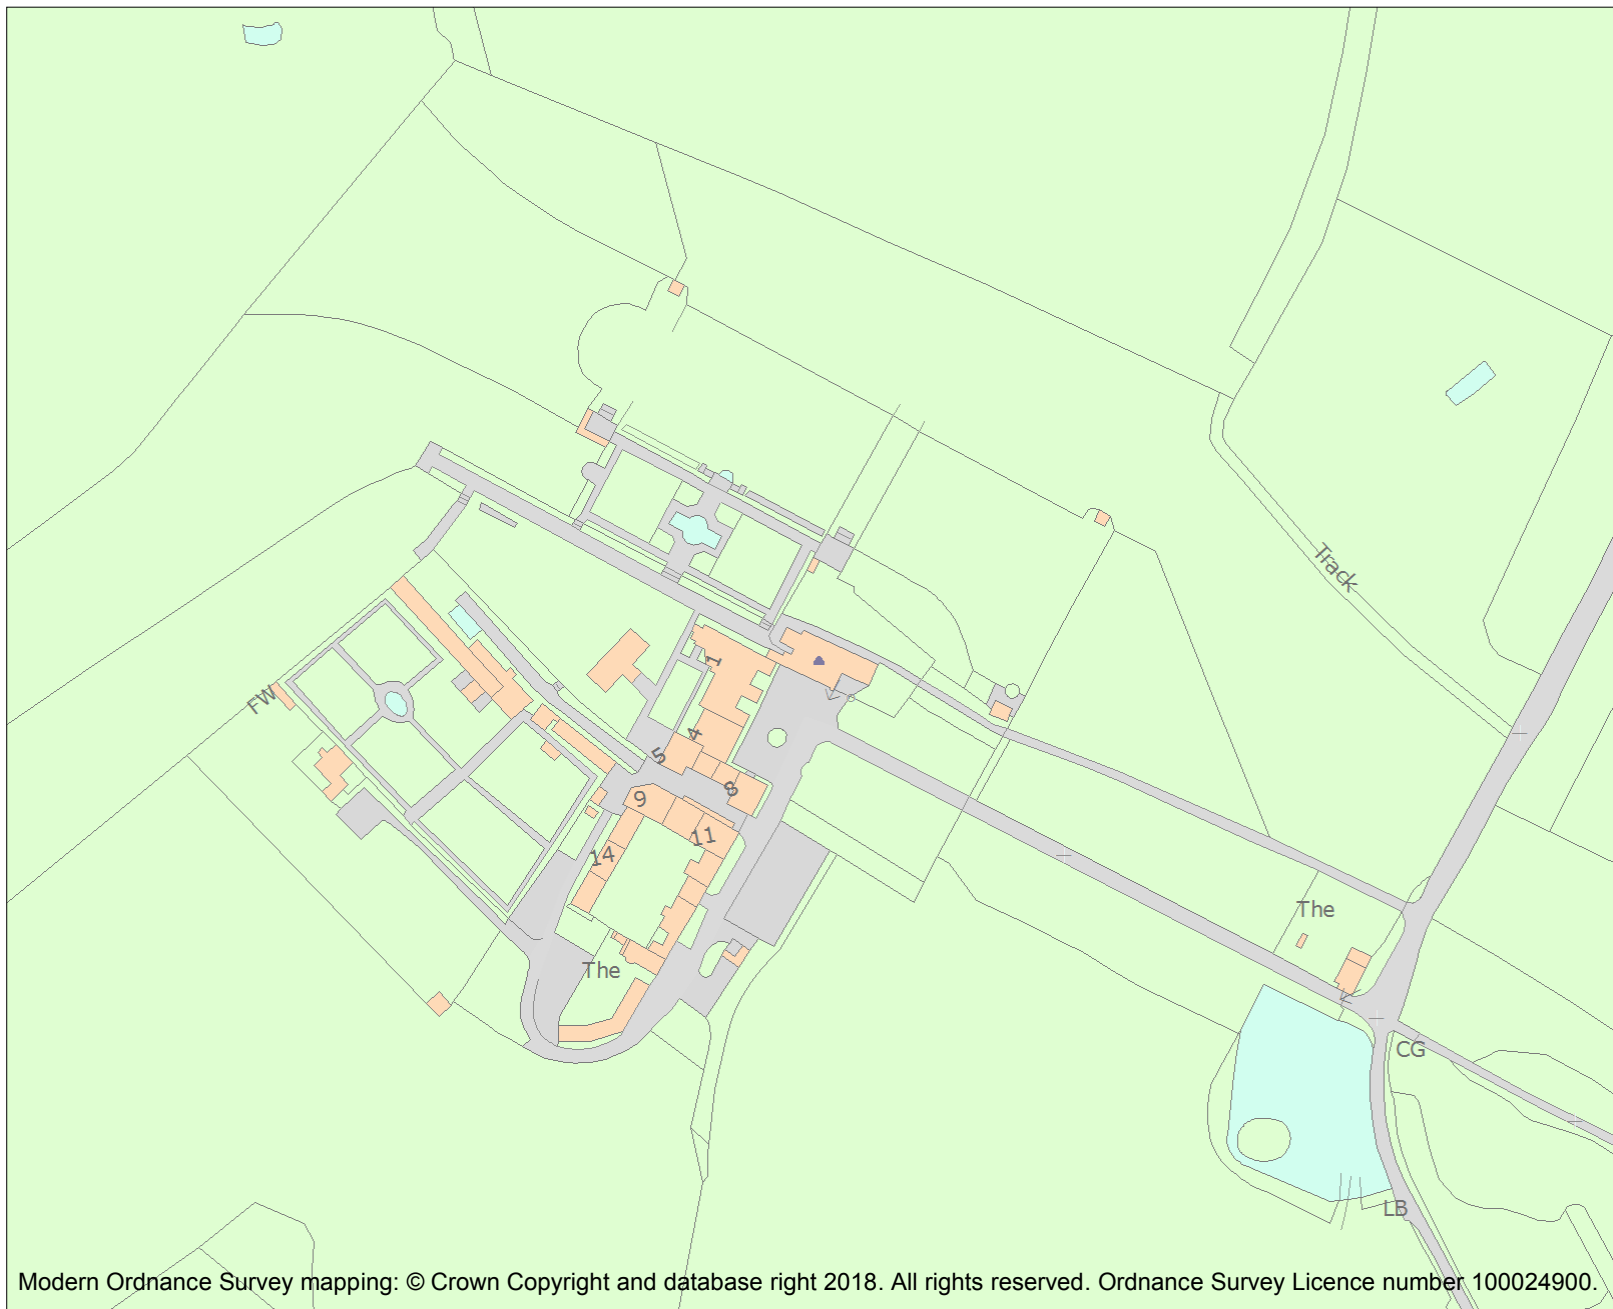 Track
1
FW
4
5
8
9
11
14
The
The
CG
LB
Modern Ordnance Survey mapping: © Crown Copyright and database right 2018. All rights reserved. Ordnance Survey Licence number 100024900.